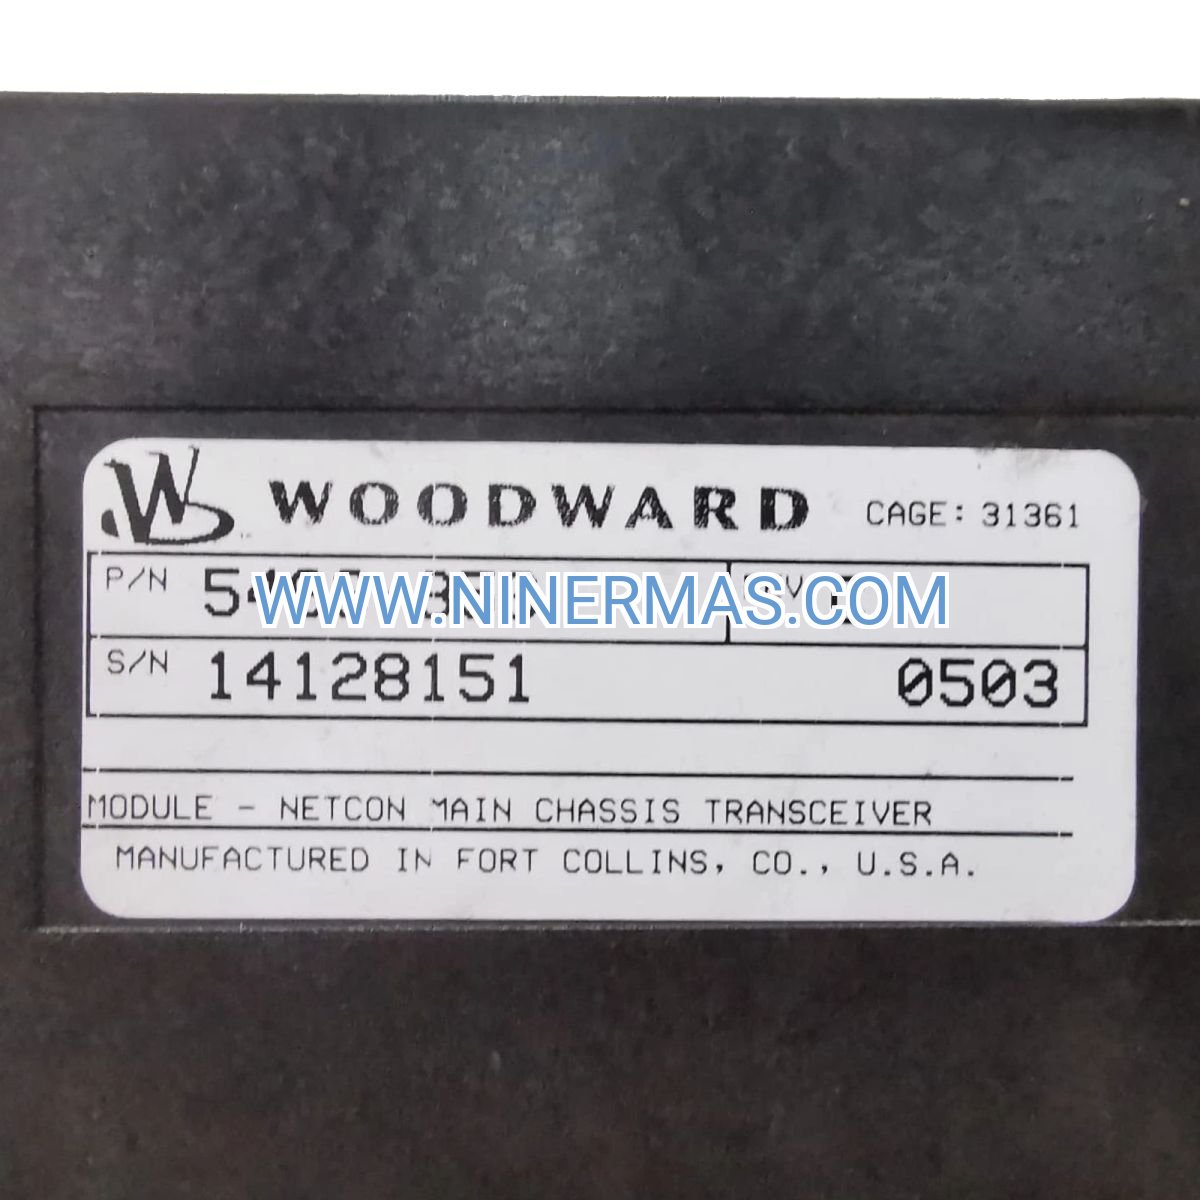 WOODWARD CAGE: 31361
P/N
WWW.NINERMAS.COM
S/N 14128151 0503
MODULE - NETCON MAIN CHASSIS TRANSCEIVER
MANUFACTURED IN FORT COLLINS, CO., U.S.A.